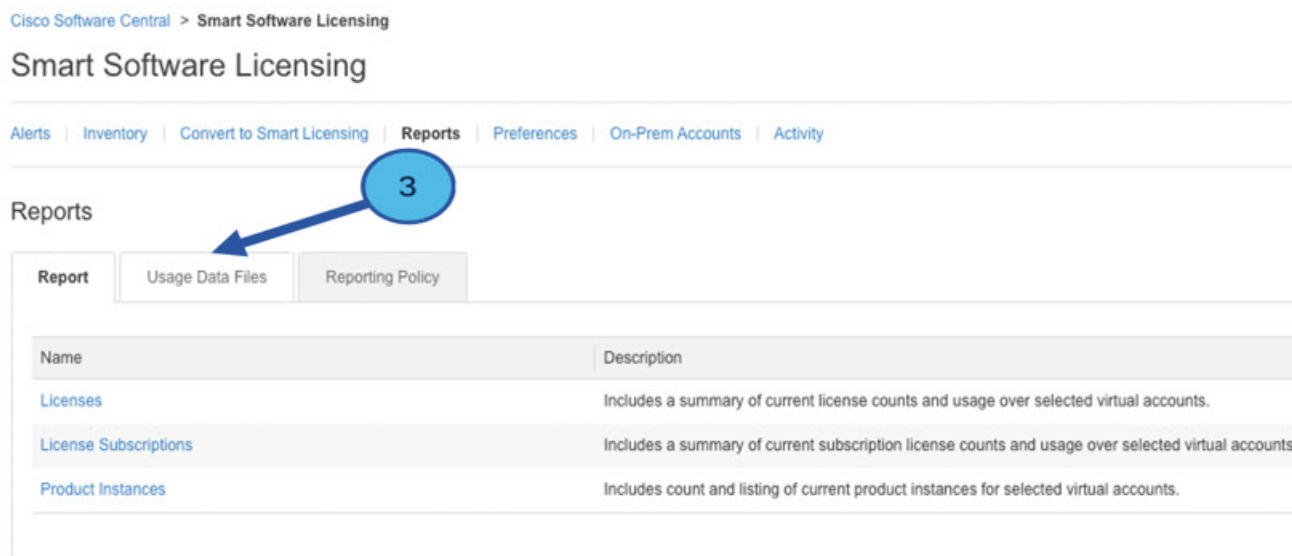 Cisco Software Central > Smart Software Licensing
Smart Software Licensing
Alerts | Inventory | Convert to Smart Licensing | Reports | Preferences | On-Prem Accounts | Activity
3
Reports
Report Usage Data Files Reporting Policy
Name Description
Licenses Includes a summary of current license counts and usage over selected virtual accounts.
License Subscriptions Includes a summary of current subscription license counts and usage over selected virtual accounts
Product Instances Includes count and listing of current product instances for selected virtual accounts.